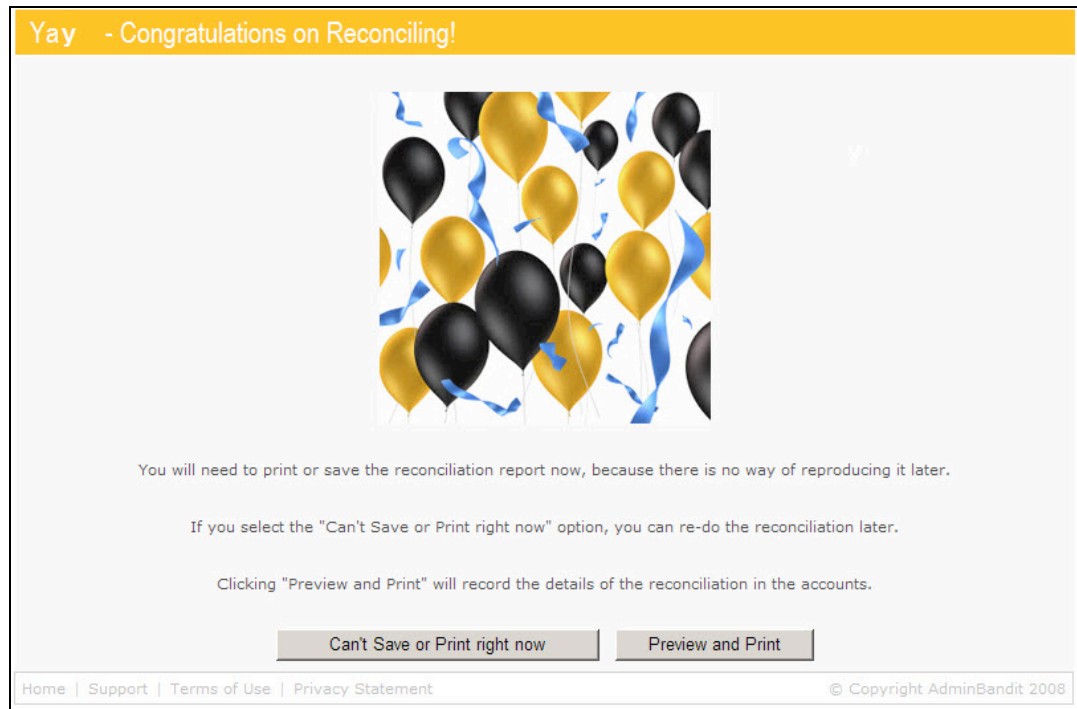 Yay - Congratulations on Reconciling!
y
You will need to print or save the reconciliation report now, because there is no way of reproducing it later.
If you select the "Can't Save or Print right now" option, you can re-do the reconciliation later.
Clicking "Preview and Print" will record the details of the reconciliation in the accounts.
Can't Save or Print right now Preview and Print
Home | Support | Terms of Use | Privacy Statement © Copyright AdminBandit 2008